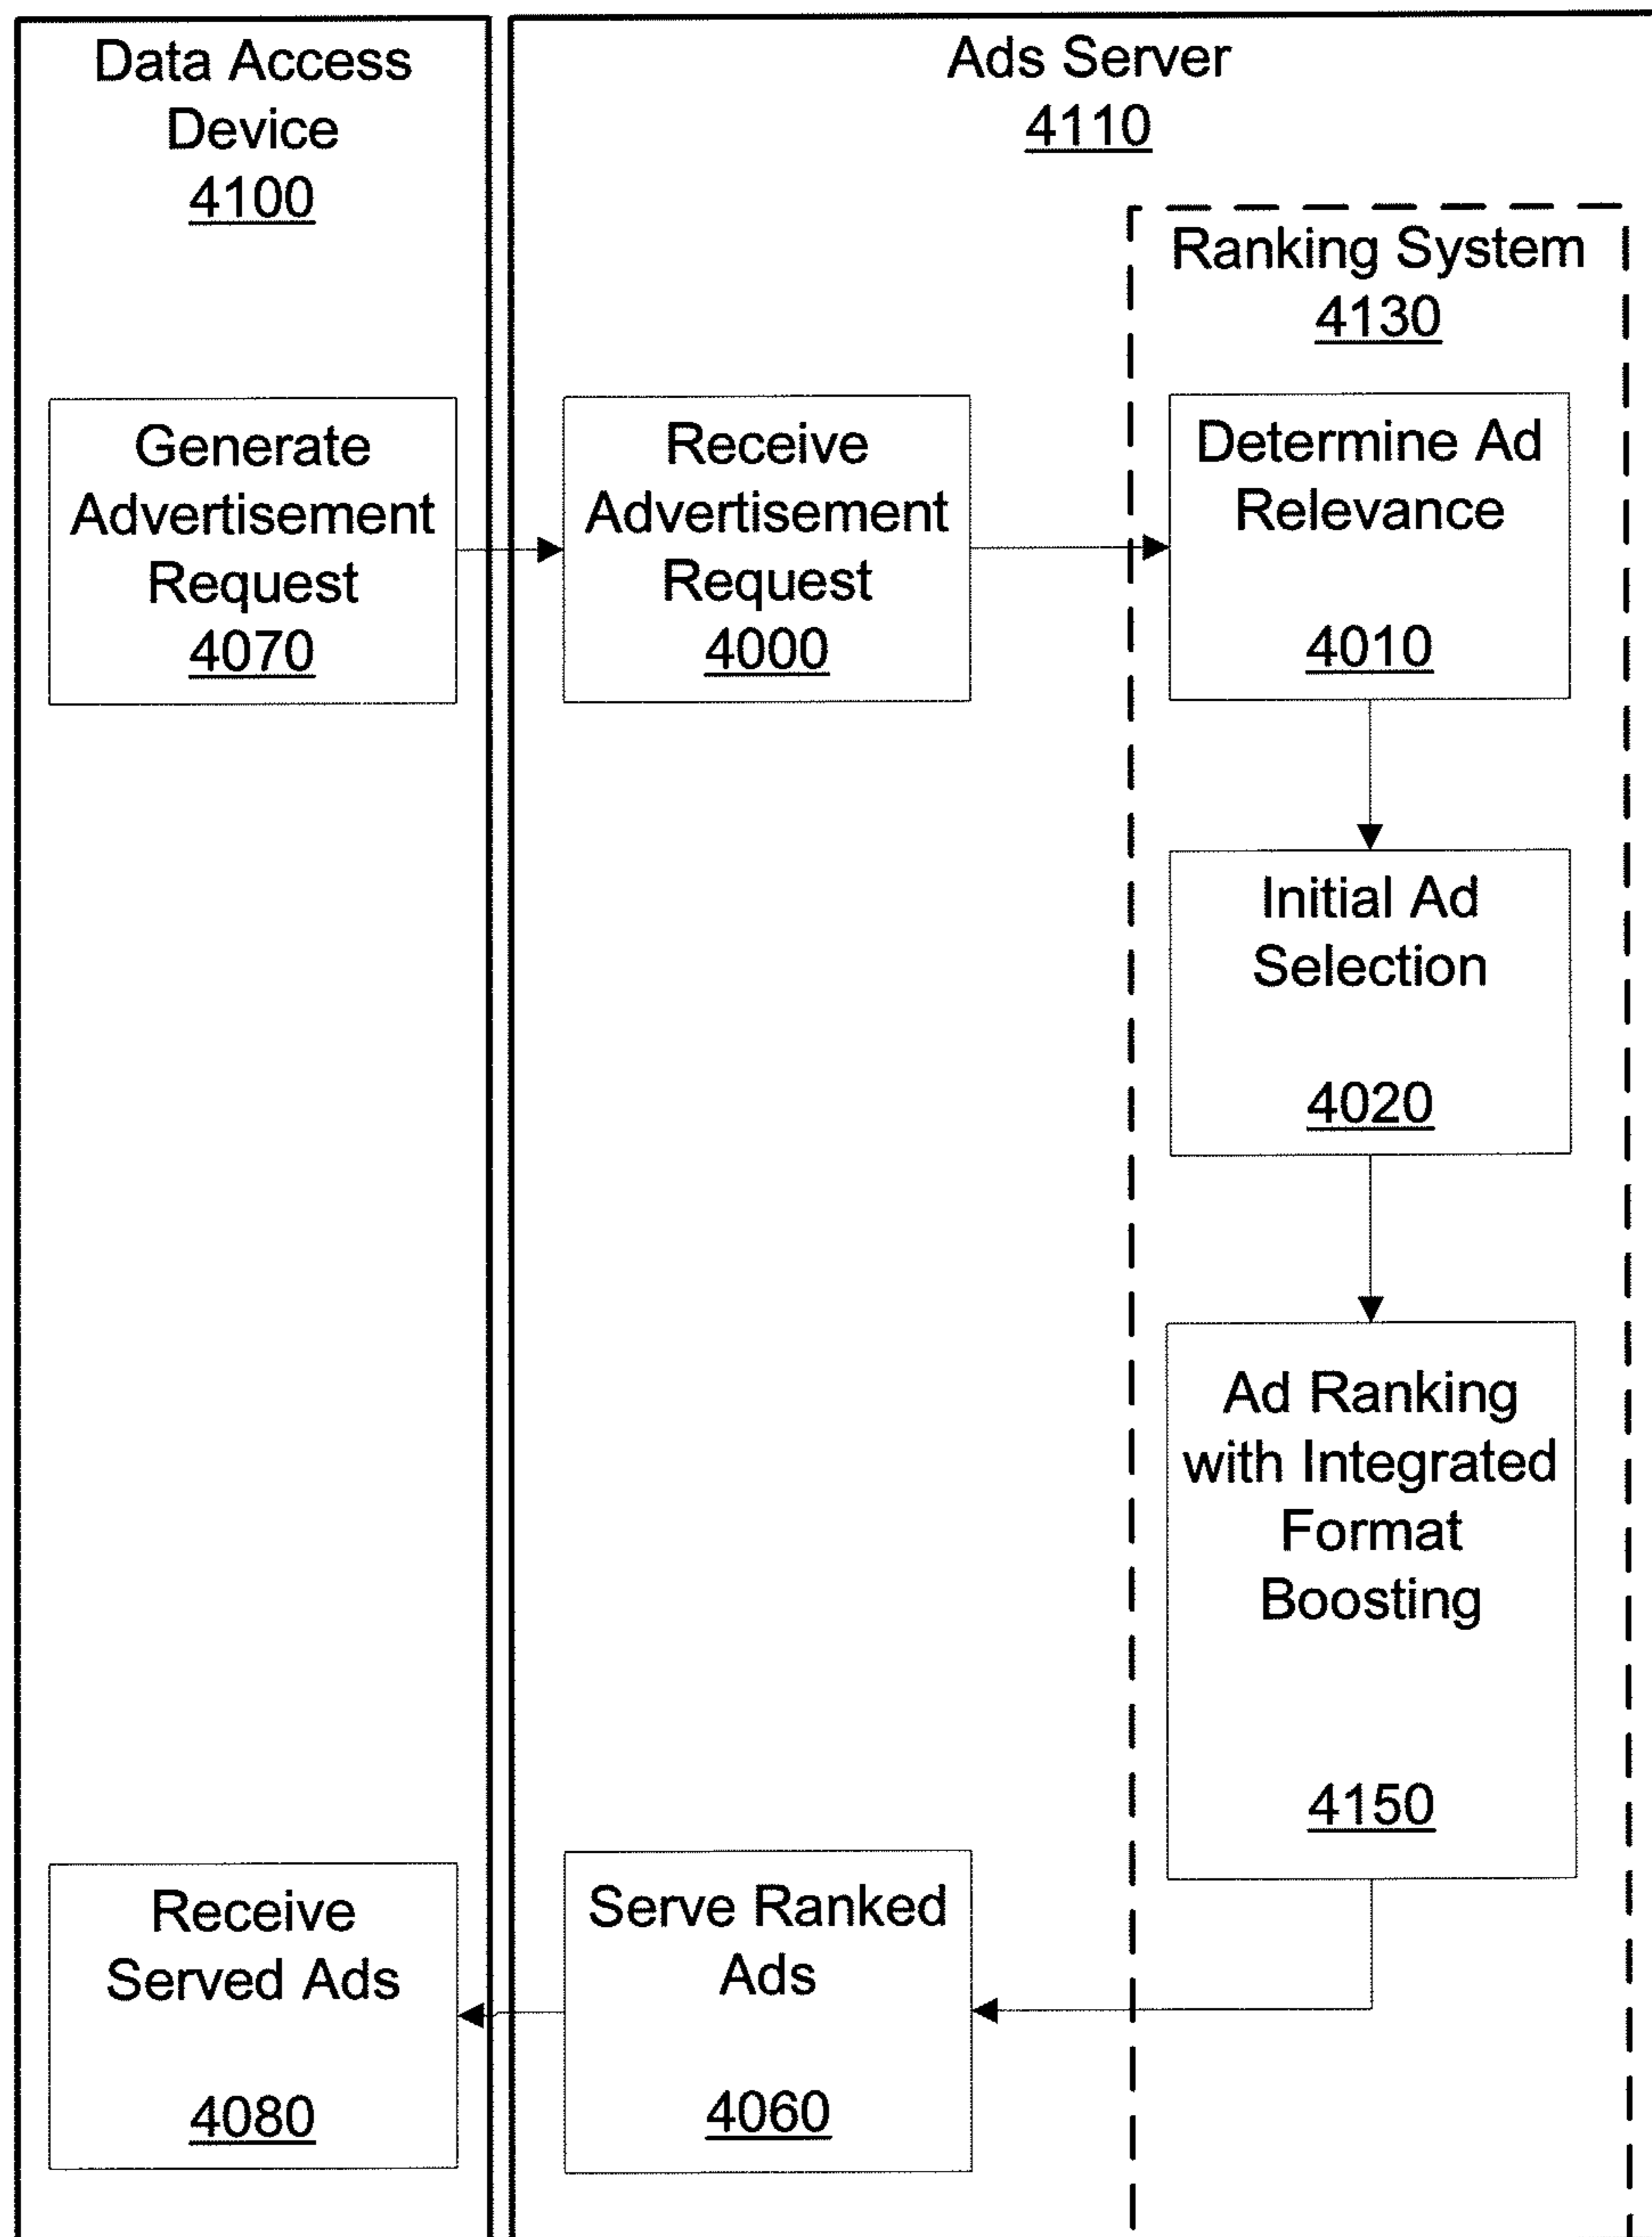 Data Access
Device
4100
Ads Server
4110
Ranking System
4130
Generate
Advertisement
Request
4070
Receive
Advertisement
Request
4000
Determine Ad
Relevance
4010
Initial Ad
Selection
4020
Ad Ranking
with Integrated
Format
Boosting
4150
Receive
Served Ads
4080
Serve Ranked
Ads
4060